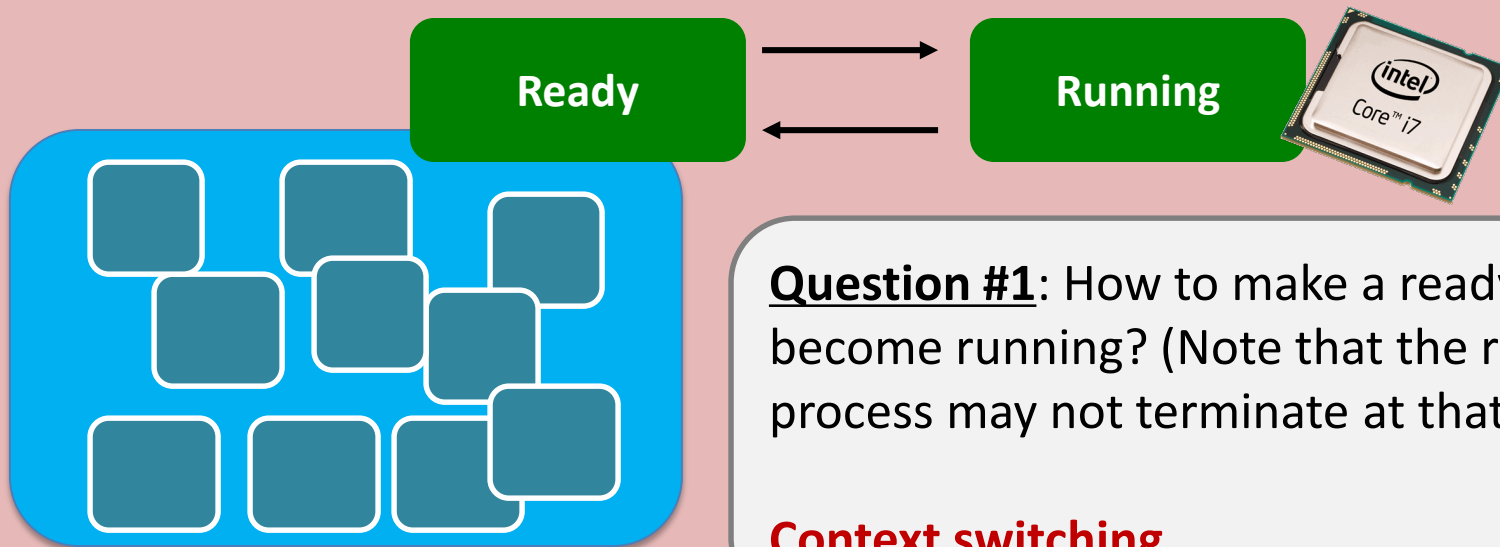 Ready
Running
intel
Core™ i7
Question #1: How to make a ready
become running? (Note that the r
process may not terminate at that
Context switching